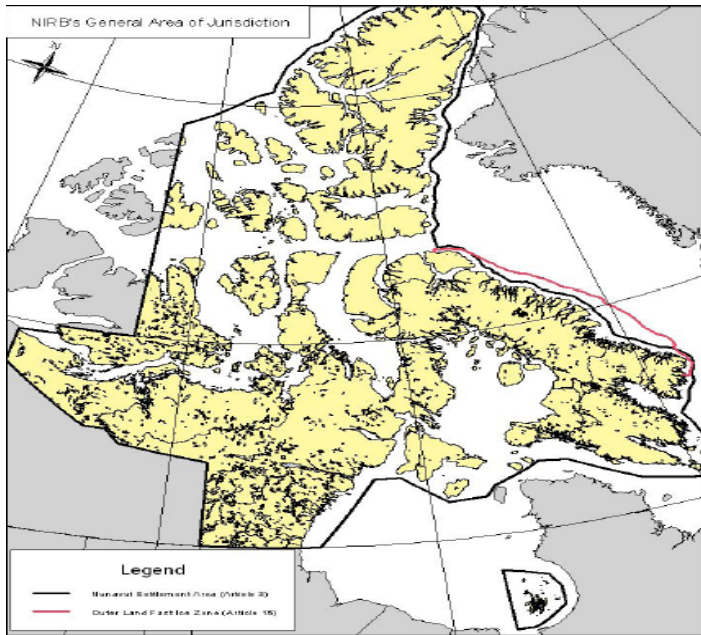 NIRB's General Area of Jurisdiction
N
Legend
Nunavut Settlement Area (Article 3)
Outer Land Fast Ice Zone (Article 16)